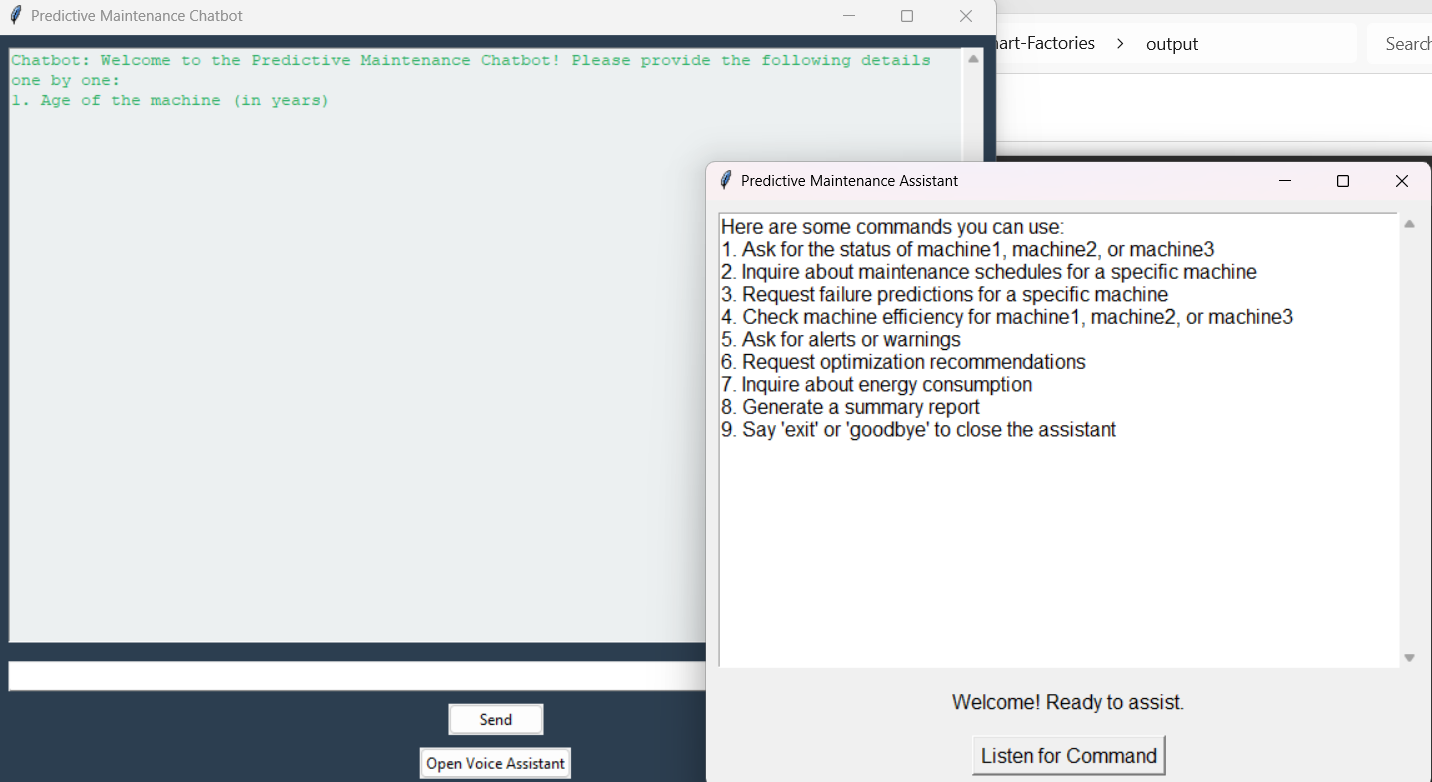 Predictive Maintenance Chatbot
Chatbot: Welcome to the Predictive Maintenance Chatbot! Please provide the following details
one by one:
1. Age of the machine (in years)
Send
Open Voice Assistant
art-Factories > output
Search
Predictive Maintenance Assistant
Here are some commands you can use:
1. Ask for the status of machine1, machine2, or machine3
2. Inquire about maintenance schedules for a specific machine
3. Request failure predictions for a specific machine
4. Check machine efficiency for machine1, machine2, or machine3
5. Ask for alerts or warnings
6. Request optimization recommendations
7. Inquire about energy consumption
8. Generate a summary report
9. Say 'exit' or 'goodbye' to close the assistant
Welcome! Ready to assist.
Listen for Command